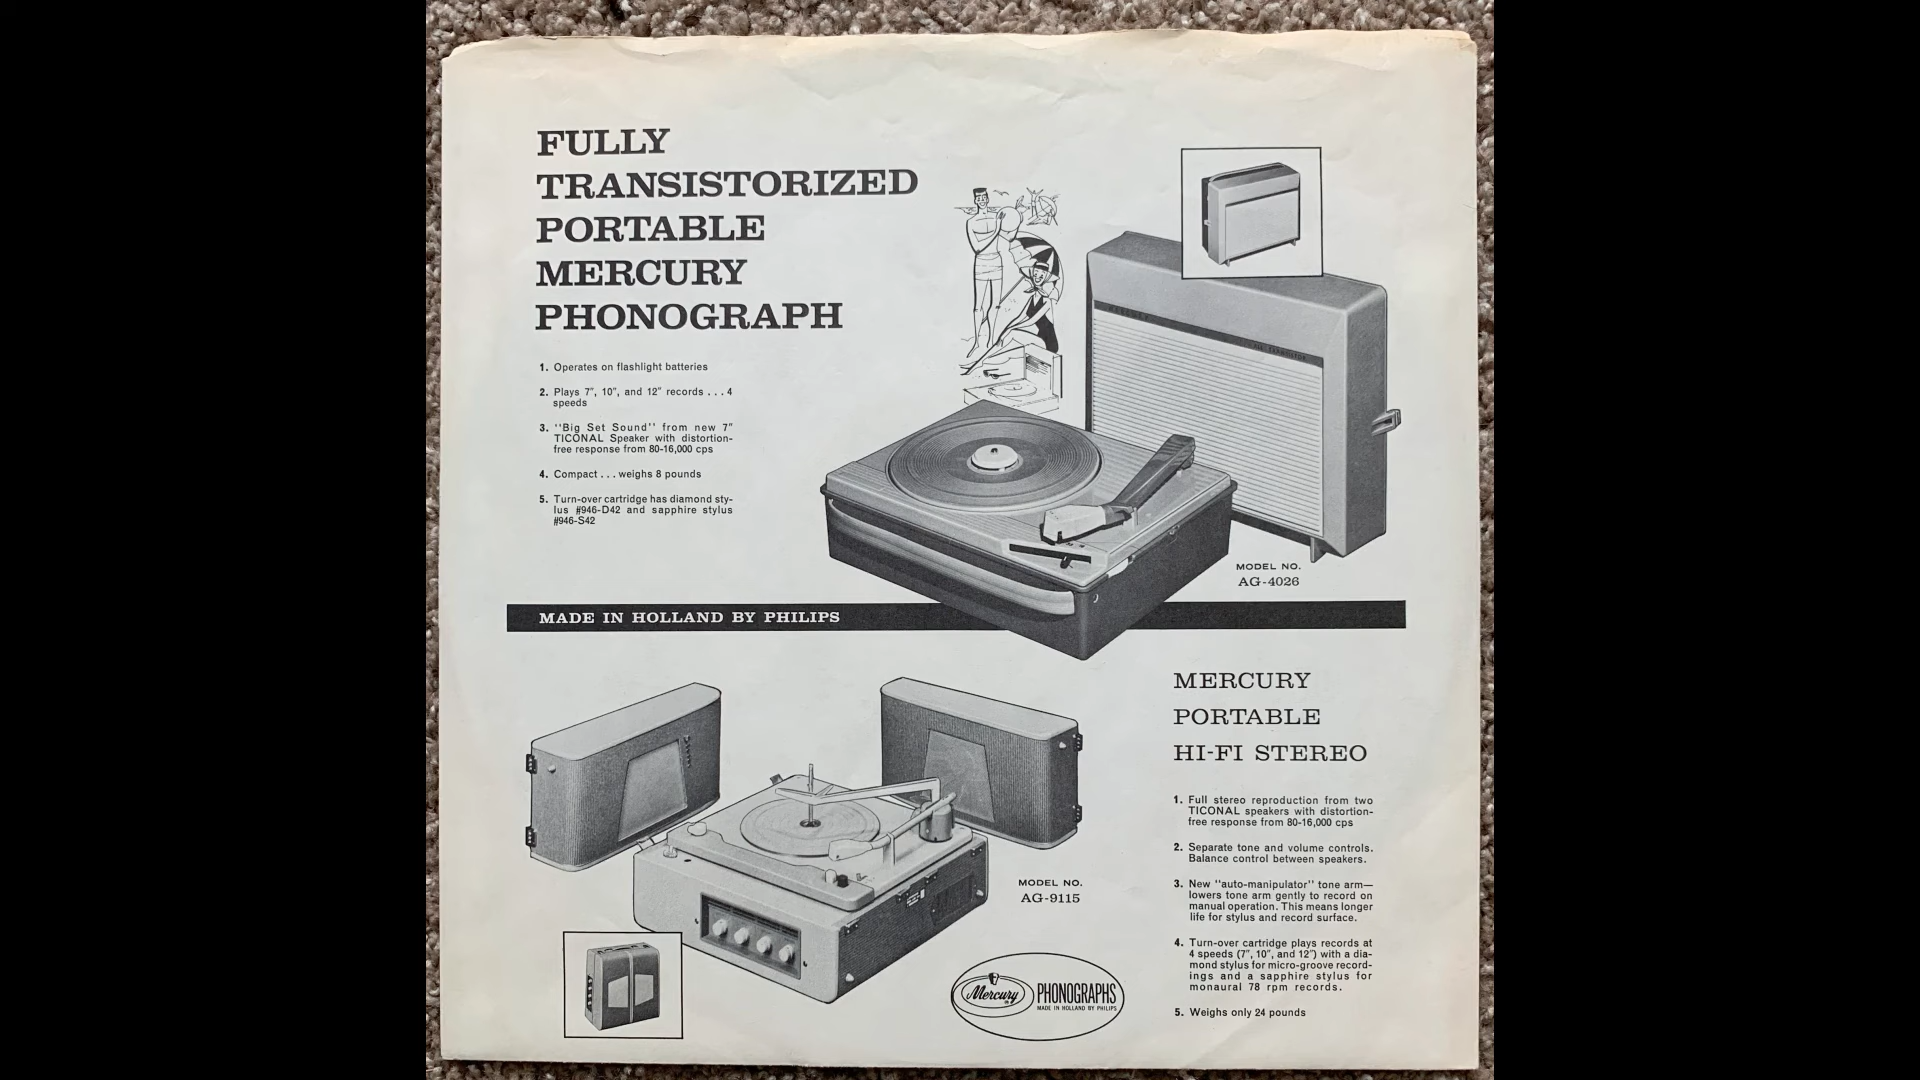 FULLY
TRANSISTORIZED
PORTABLE
MERCURY
PHONOGRAPH
1. Operates on flashlight batteries
2. Plays 7", 10", and 12" records . . . 4
speeds
3. "Big Set Sound" from new 7"
TICONAL Speaker with distortion-
free response from 80-16,000 cps
4. Compact . . . weighs 8 pounds
5. Turn-over cartridge has diamond sty-
lus #946-D42 and sapphire stylus
#946-S42
MERCURY
MODEL NO.
AG-4026
MADE IN HOLLAND BY PHILIPS
MERCURY
PORTABLE
HI-FI STEREO
1. Full stereo reproduction from two
TICONAL speakers with distortion-
free response from 80-16,000 cps
2. Separate tone and volume controls.
Balance control between speakers.
3. New "auto-manipulator" tone arm—
lowers tone arm gently to record on
manual operation. This means longer
life for stylus and record surface.
4. Turn-over cartridge plays records at
4 speeds (7", 10", and 12") with a dia-
mond stylus for micro-groove record-
ings and a sapphire stylus for
monaural 78 rpm records.
5. Weighs only 24 pounds
MODEL NO.
AG-9115
Mercury PHONOGRAPHS
MADE IN HOLLAND BY PHILIPS